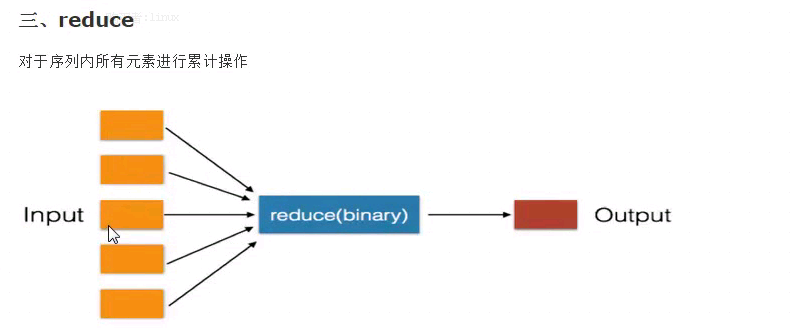 三、reduce
对于序列内所有元素进行累计操作
Input
reduce(binary)
Output